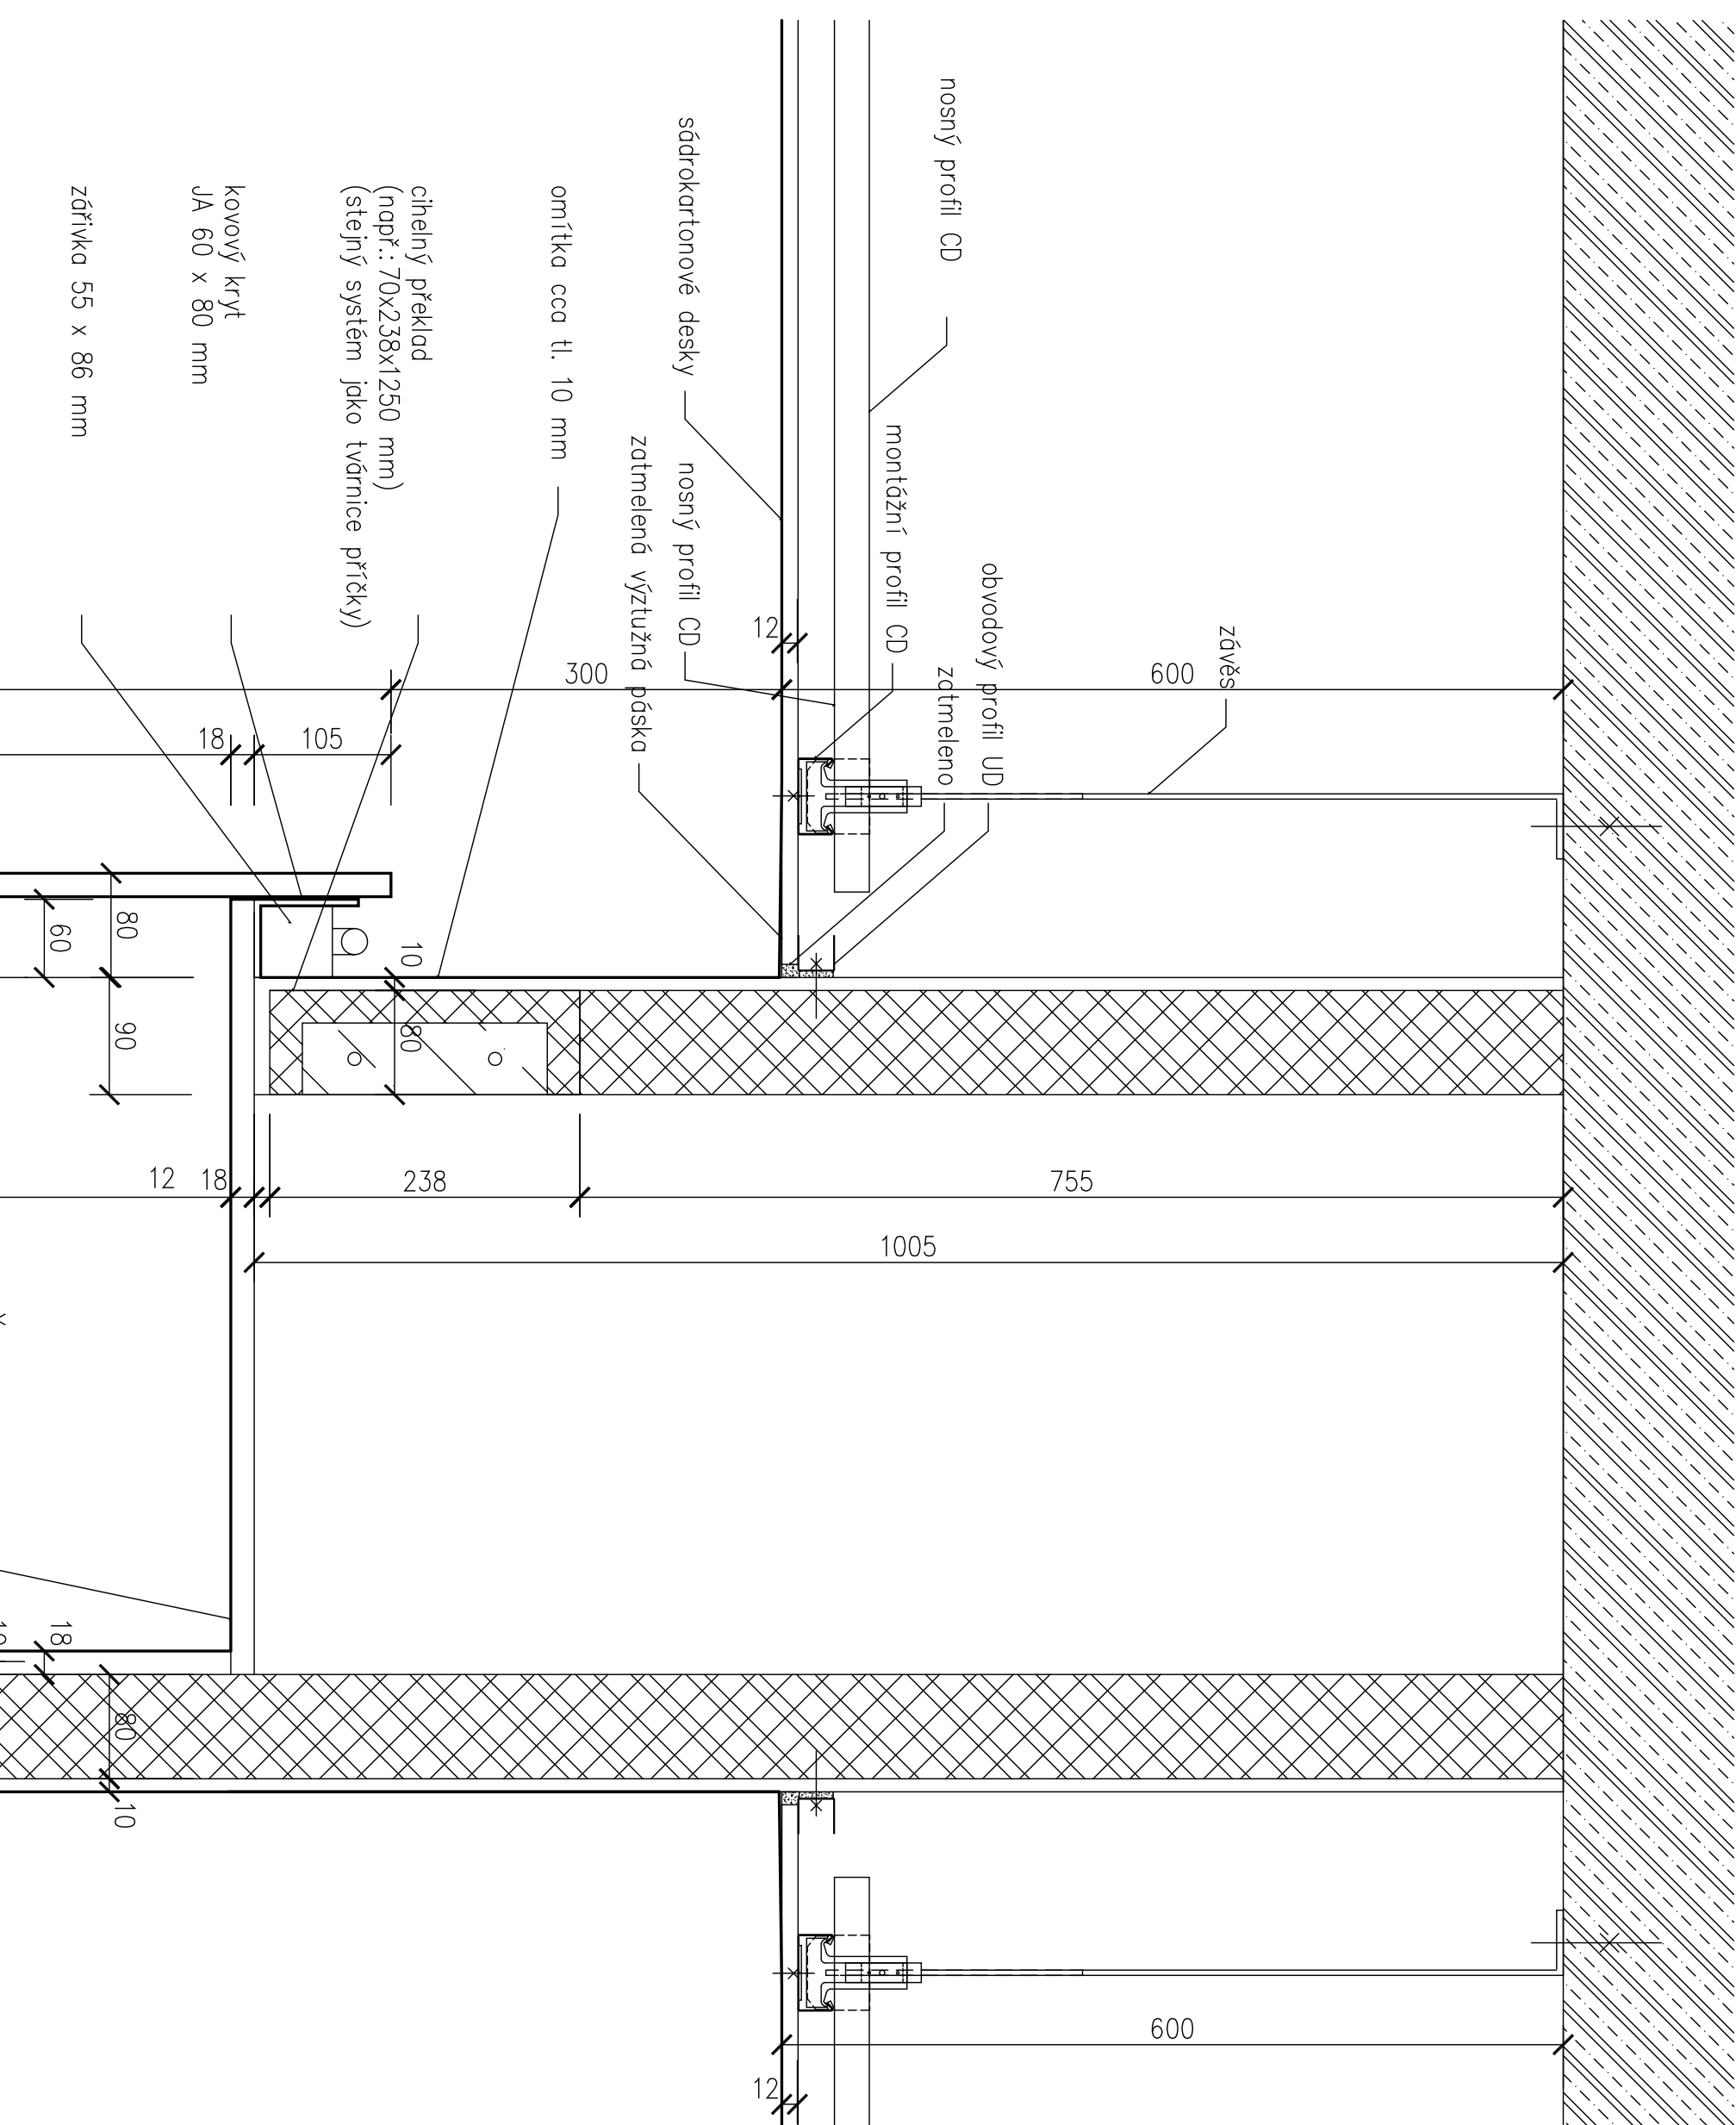 závěs
obvodový profil UD
zatmeleno
nosný profil CD
montážní profil CD
sádrokartonové desky
nosný profil CD
zatmelená výztužná páska
omítka cca tl. 10 mm
cihelný překlad
(např.: 70x238x1250 mm)
(stejný systém jako tvárnice příčky)
kovový kryt
JA 60 x 80 mm
zářivka 55 x 86 mm
12
300
600
18
105
80
60
10
90
80
12
18
238
755
1005
18
80
10
600
12